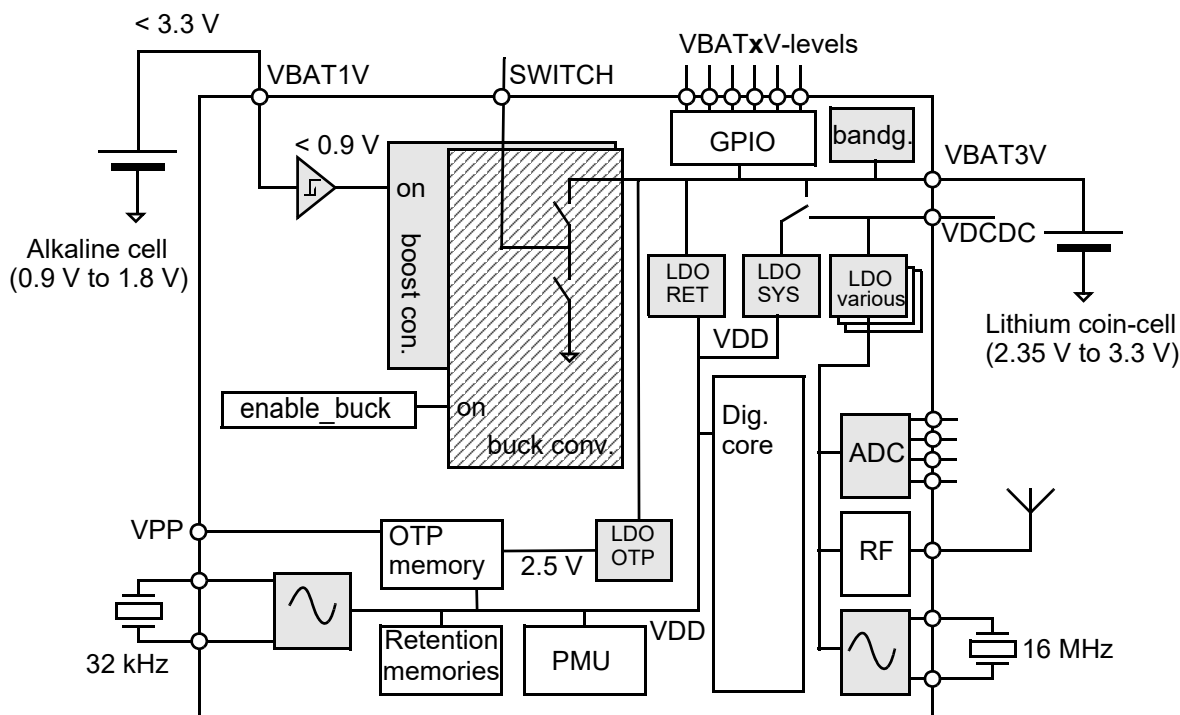 < 3.3 V
VBATxV-levels
VBAT1V
SWITCH
GPIO
bandg.
VBAT3V
< 0.9 V
on
boost con.
VDCDC
Alkaline cell
(0.9 V to 1.8 V)
LDO
RET
LDO
SYS
LDO
various
Lithium coin-cell
(2.35 V to 3.3 V)
VDD
enable_buck
on
buck conv.
Dig.
core
ADC
VPP
OTP
memory
2.5 V
LDO
OTP
RF
32 kHz
Retention
memories
PMU
VDD
16 MHz